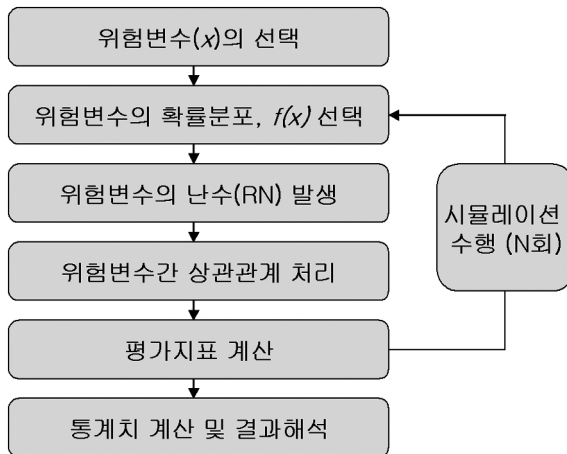 위험변수(x)의 선택
위험변수의 확률분포, f(x) 선택
위험변수의 난수(RN) 발생
위험변수간 상관관계 처리
평가지표 계산
통계치 계산 및 결과해석
시뮬레이션
수행 (N회)